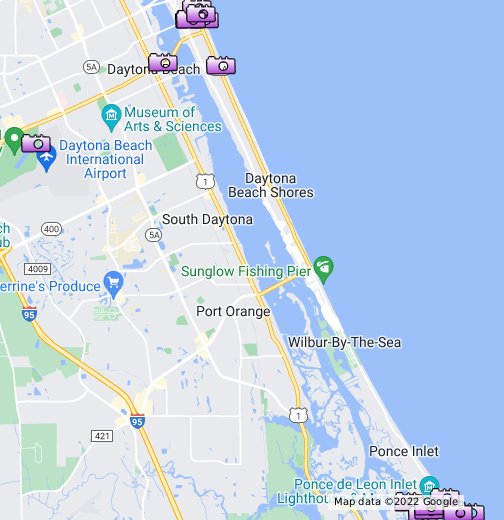 5A
Daytona Beach
Museum of
Arts & Sciences
Daytona Beach
International
Airport
1
Daytona
Beach Shores
South Daytona
400
5A
4009
Sunglow Fishing Pier
errine's Produce
95
Port Orange
Wilbur-By-The-Sea
1
95
421
Ponce Inlet
Ponce de Leon Inlet
Map data ©2022 Google
95